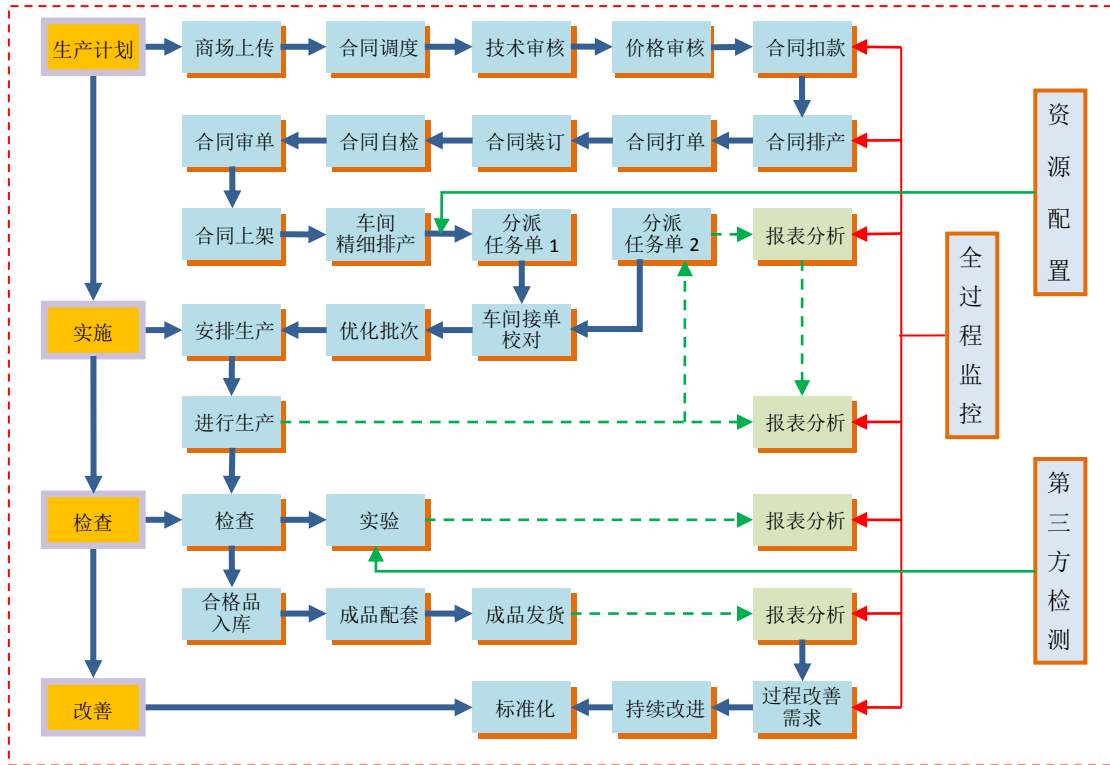 生产计划
商场上传
合同调度
技术审核
价格审核
合同扣款
合同审单
合同自检
合同装订
合同打单
合同排产
合同上架
车间
精细排产
分派
任务单 1
分派
任务单 2
报表分析
实施
安排生产
优化批次
车间接单
校对
进行生产
报表分析
检查
检查
实验
报表分析
合格品
入库
成品配套
成品发货
报表分析
改善
标准化
持续改进
过程改善
需求
资源配置
全过程监控
第三方检测